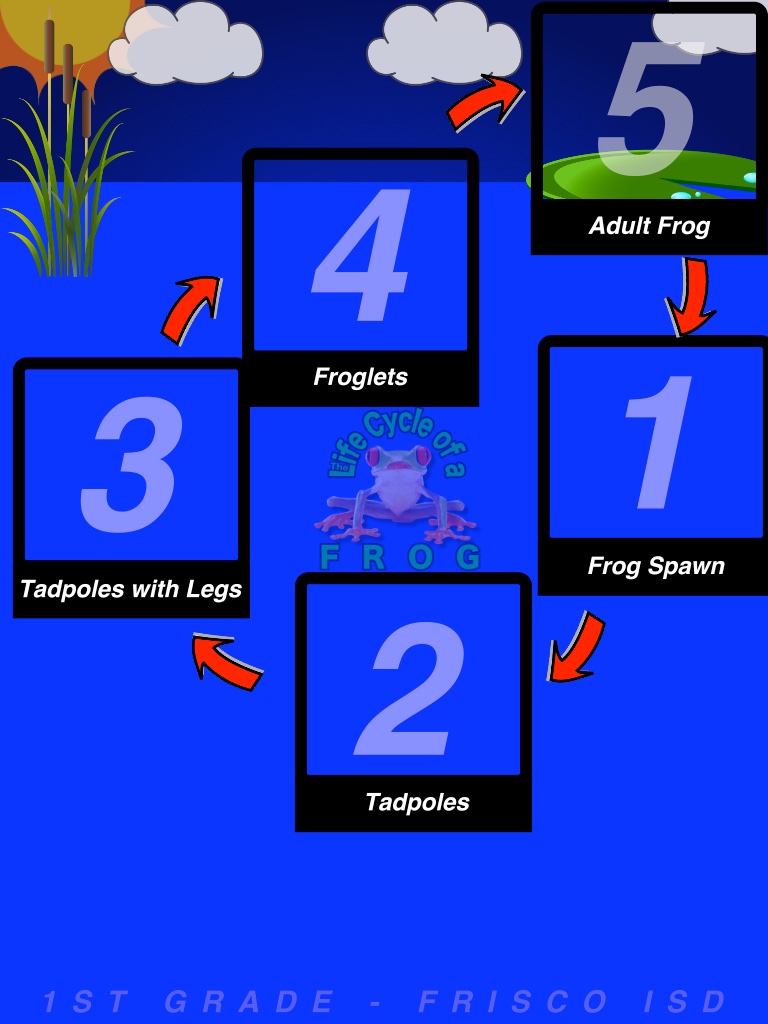 5
Adult Frog
4
Froglets
3
Tadpoles with Legs
1
Frog Spawn
The Life Cycle of a
FROG
2
Tadpoles
1ST GRADE - FRISCO ISD